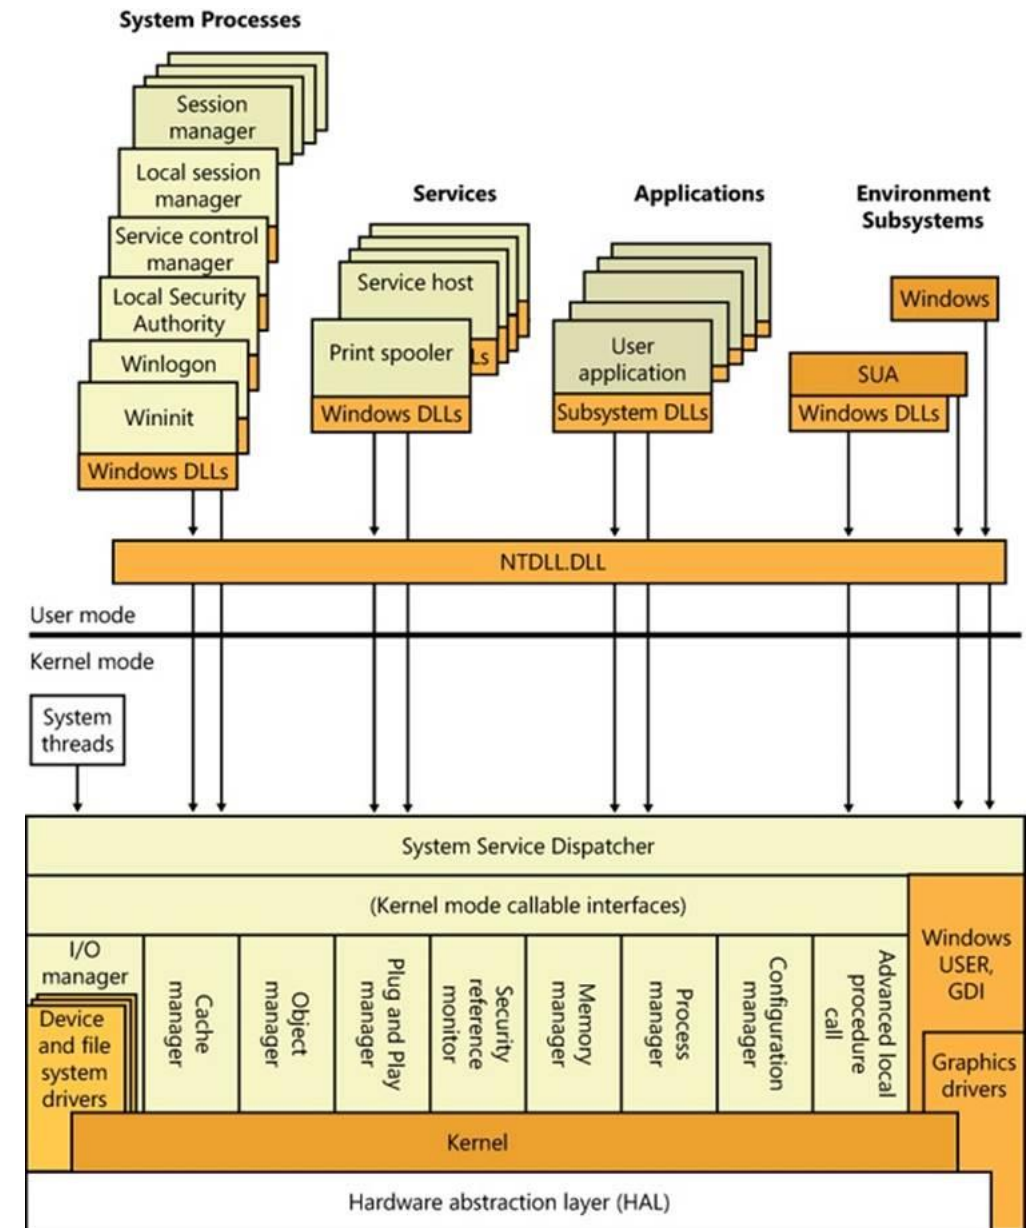 System Processes
Session
manager
Local session
manager
Service control
manager
Local Security
Authority
Winlogon
Wininit
Windows DLLs
Services
Service host
Ls
Print spooler
Windows DLLs
Applications
User
application
Subsystem DLLs
Environment
Subsystems
Windows
SUA
Windows DLLs
NTDLL.DLL
User mode
Kernel mode
System
threads
System Service Dispatcher
(Kernel mode callable interfaces)
I/O
manager
Device
and file
system
drivers
Cache
manager
Object
manager
Plug and Play
manager
Security
reference
monitor
Memory
manager
Process
manager
Configuration
manager
Advanced local
procedure
call
Windows
USER,
GDI
Graphics
drivers
Kernel
Hardware abstraction layer (HAL)